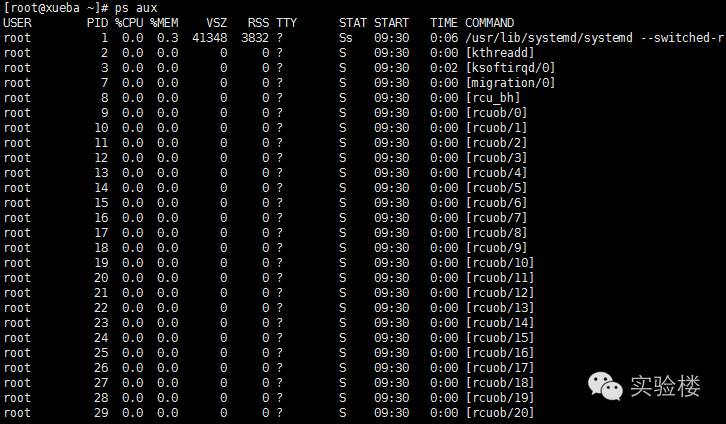 [root@xueba ~]# ps aux
USER       PID %CPU %MEM    VSZ   RSS TTY      STAT START   TIME COMMAND
root         1  0.0  0.3  41348  3832 ?        Ss   09:30   0:06 /usr/lib/systemd/systemd --switched-r
root         2  0.0  0.0      0     0 ?        S    09:30   0:00 [kthreadd]
root         3  0.0  0.0      0     0 ?        S    09:30   0:02 [ksoftirqd/0]
root         7  0.0  0.0      0     0 ?        S    09:30   0:00 [migration/0]
root         8  0.0  0.0      0     0 ?        S    09:30   0:00 [rcu_bh]
root         9  0.0  0.0      0     0 ?        S    09:30   0:00 [rcuob/0]
root        10  0.0  0.0      0     0 ?        S    09:30   0:00 [rcuob/1]
root        11  0.0  0.0      0     0 ?        S    09:30   0:00 [rcuob/2]
root        12  0.0  0.0      0     0 ?        S    09:30   0:00 [rcuob/3]
root        13  0.0  0.0      0     0 ?        S    09:30   0:00 [rcuob/4]
root        14  0.0  0.0      0     0 ?        S    09:30   0:00 [rcuob/5]
root        15  0.0  0.0      0     0 ?        S    09:30   0:00 [rcuob/6]
root        16  0.0  0.0      0     0 ?        S    09:30   0:00 [rcuob/7]
root        17  0.0  0.0      0     0 ?        S    09:30   0:00 [rcuob/8]
root        18  0.0  0.0      0     0 ?        S    09:30   0:00 [rcuob/9]
root        19  0.0  0.0      0     0 ?        S    09:30   0:00 [rcuob/10]
root        20  0.0  0.0      0     0 ?        S    09:30   0:00 [rcuob/11]
root        21  0.0  0.0      0     0 ?        S    09:30   0:00 [rcuob/12]
root        22  0.0  0.0      0     0 ?        S    09:30   0:00 [rcuob/13]
root        23  0.0  0.0      0     0 ?        S    09:30   0:00 [rcuob/14]
root        24  0.0  0.0      0     0 ?        S    09:30   0:00 [rcuob/15]
root        25  0.0  0.0      0     0 ?        S    09:30   0:00 [rcuob/16]
root        26  0.0  0.0      0     0 ?        S    09:30   0:00 [rcuob/17]
root        27  0.0  0.0      0     0 ?        S    09:30   0:00 [rcuob/18]
root        28  0.0  0.0      0     0 ?        S    09:30   0:00 [rcuob/19]
root        29  0.0  0.0      0     0 ?        S    09:30   0:00 [rcuob/20]
实验楼